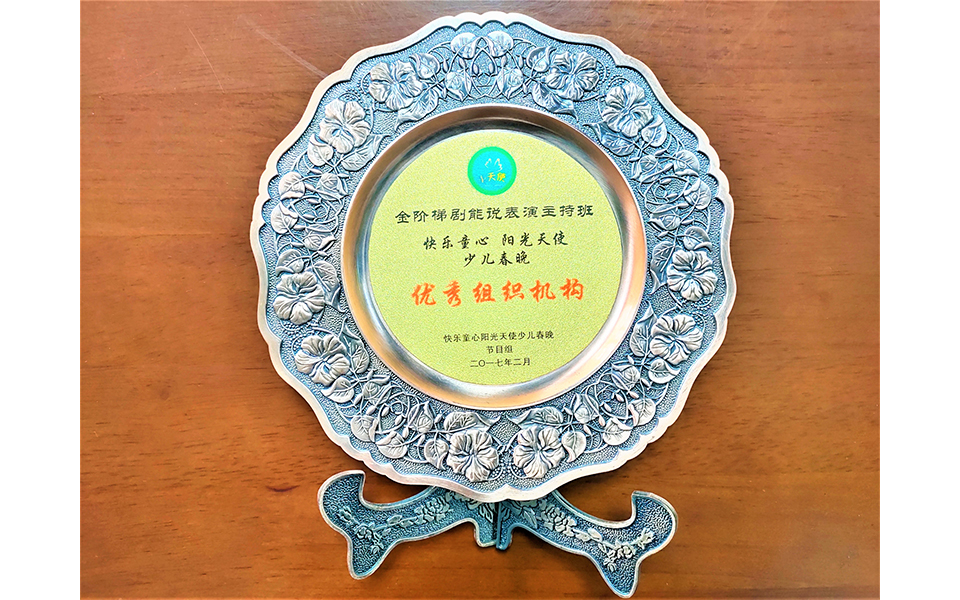 天使
金阶梯剧能说表演主持班
快乐童心 阳光天使
少儿春晚
优秀组织机构
快乐童心阳光天使少儿春晚
节目组
二〇一七年二月